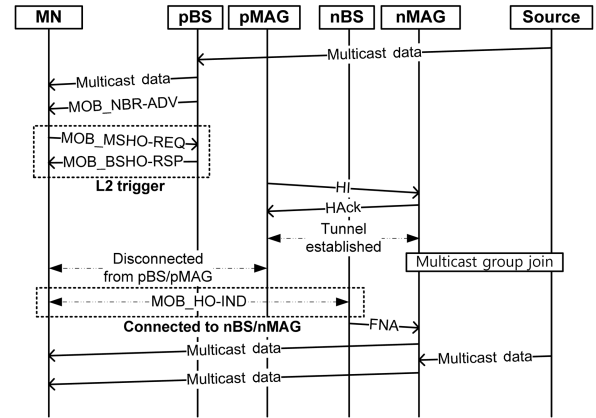 MN pBS pMAG nBS nMAG Source
Multicast data
Multicast data
MOB_NBR-ADV
MOB_MSHO-REQ
MOB_BSHO-RSP
L2 trigger
HI
HAck
Tunnel
established
Disconnected
from pBS/pMAG
Multicast group join
MOB_HO-IND
Connected to nBS/nMAG
FNA
Multicast data
Multicast data
Multicast data